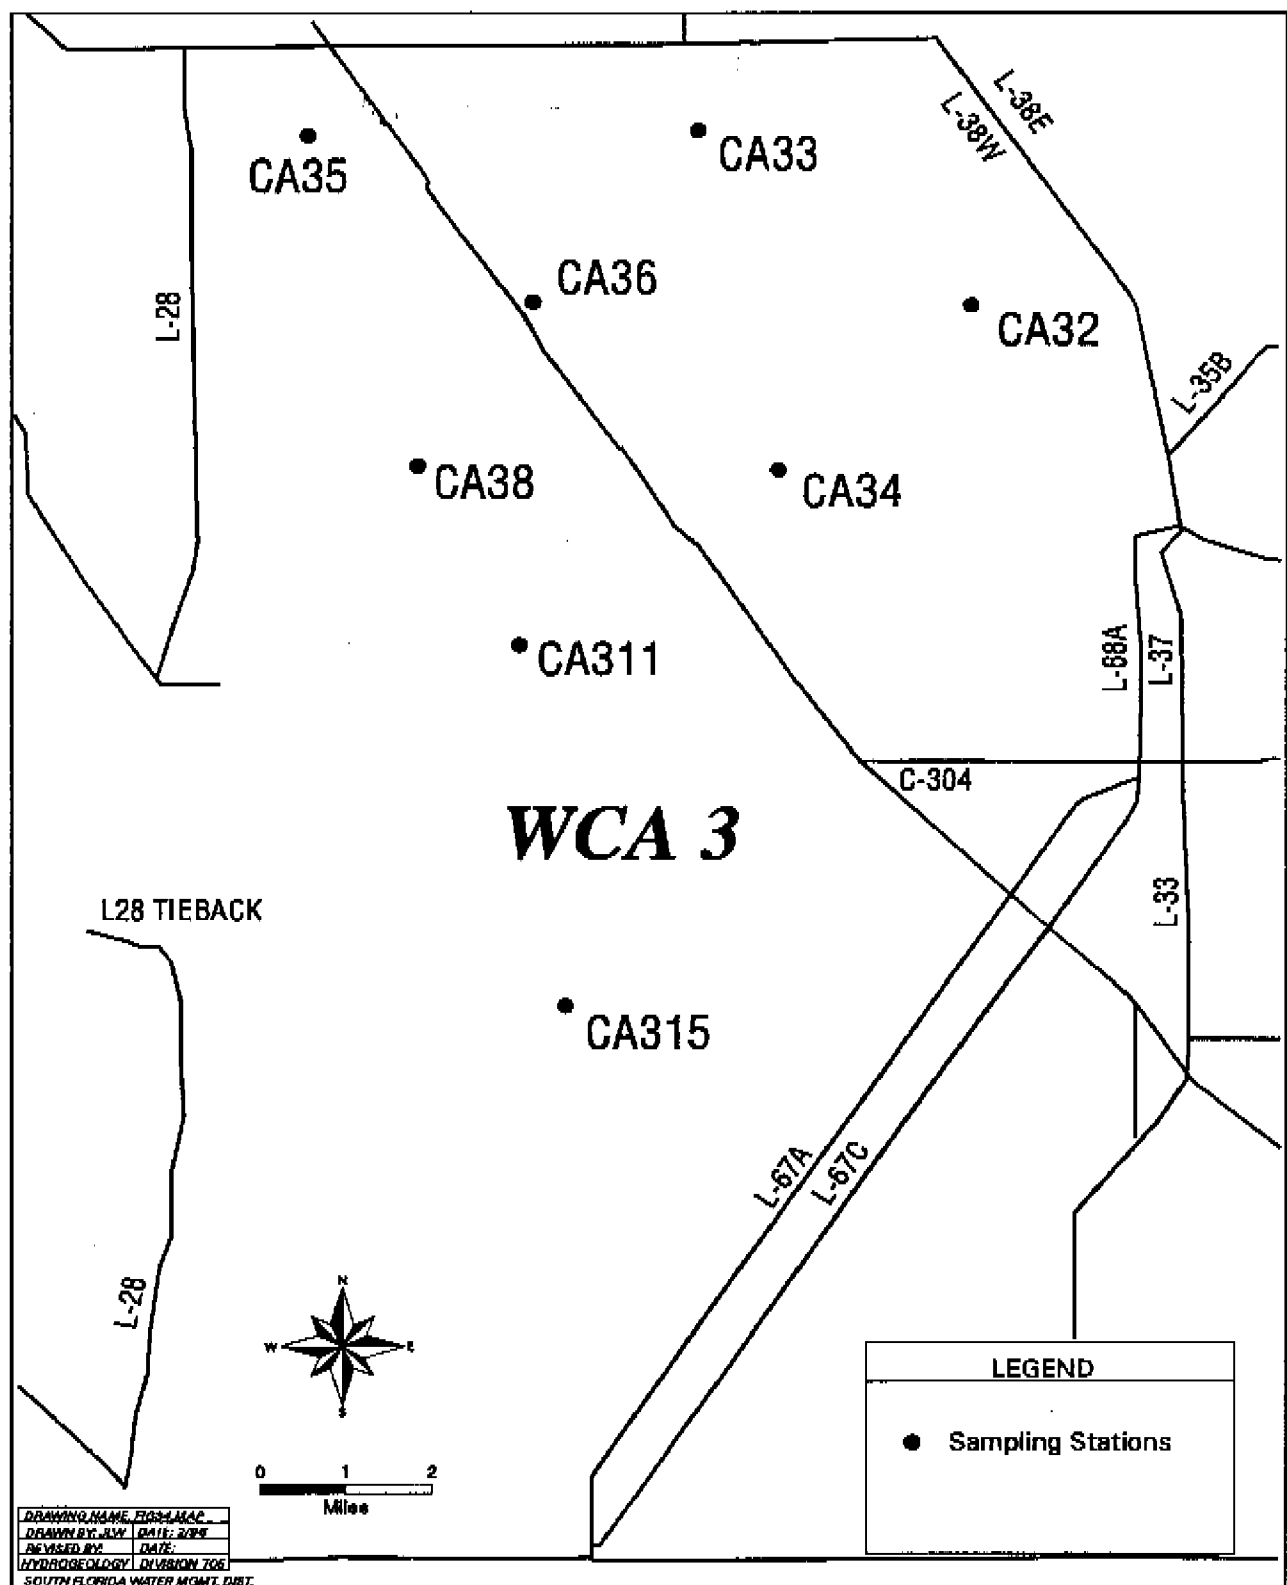 L-38E
L-38W
CA33
CA35
CA36
L-28
CA32
L-35B
CA38
CA34
L-68A
L-37
CA311
C-304
WCA 3
L-33
L28 TIEBACK
CA315
L-67A
L-67C
L-28
N
W E
S
LEGEND
Sampling Stations
0 1 2
Miles
DRAWING NAME:
DRAWN BY: JLW DATE:
REVISED BY: DATE:
HYDROGEOLOGY DIVISION
SOUTH FLORIDA WATER MGMT. DIST.